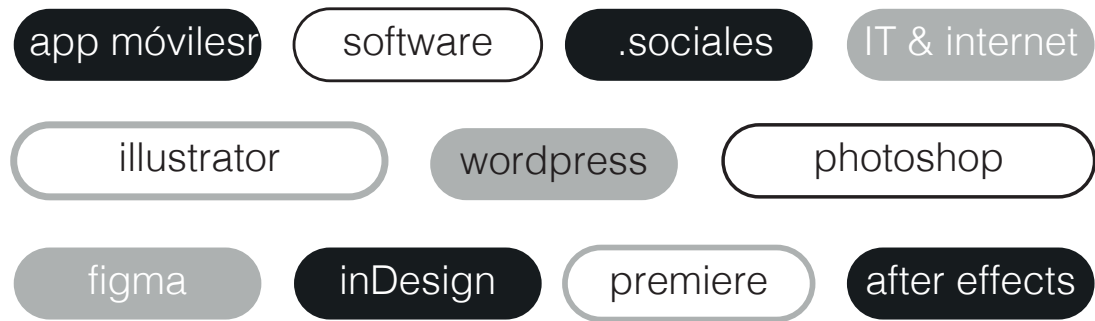 app móvilesr software .sociales IT & internet
illustrator wordpress photoshop
figma inDesign premiere after effects